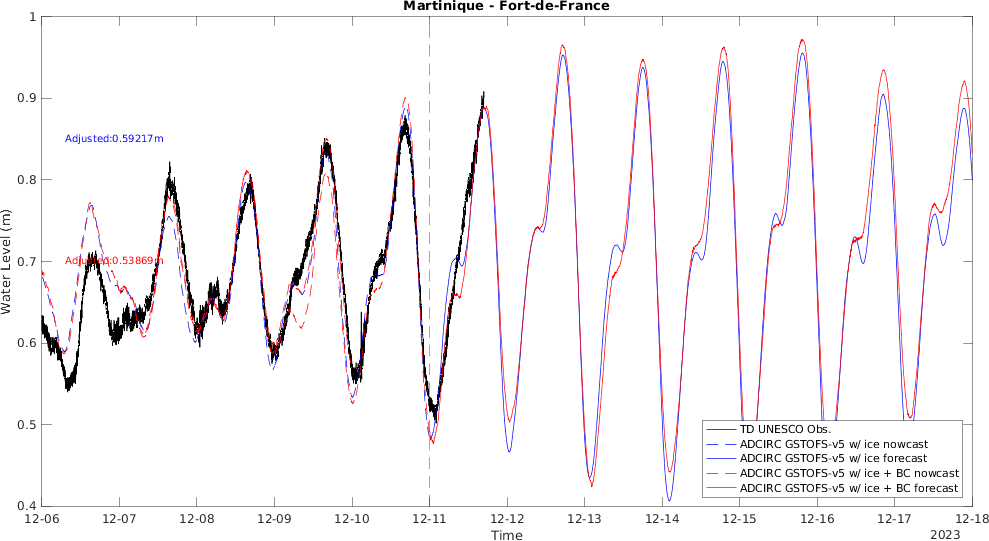 Martinique - Fort-de-France
1
0.9
0.8
0.7
0.6
0.5
0.4
Water Level (m)
Adjusted:0.59217m
Adjusted:0.53869m
TD UNESCO Obs.
ADCIRC GSTOFS-v5 w/ ice nowcast
ADCIRC GSTOFS-v5 w/ ice forecast
ADCIRC GSTOFS-v5 w/ ice + BC nowcast
ADCIRC GSTOFS-v5 w/ ice + BC forecast
12-06 12-07 12-08 12-09 12-10 12-11 12-12 12-13 12-14 12-15 12-16 12-17 12-18
Time
2023